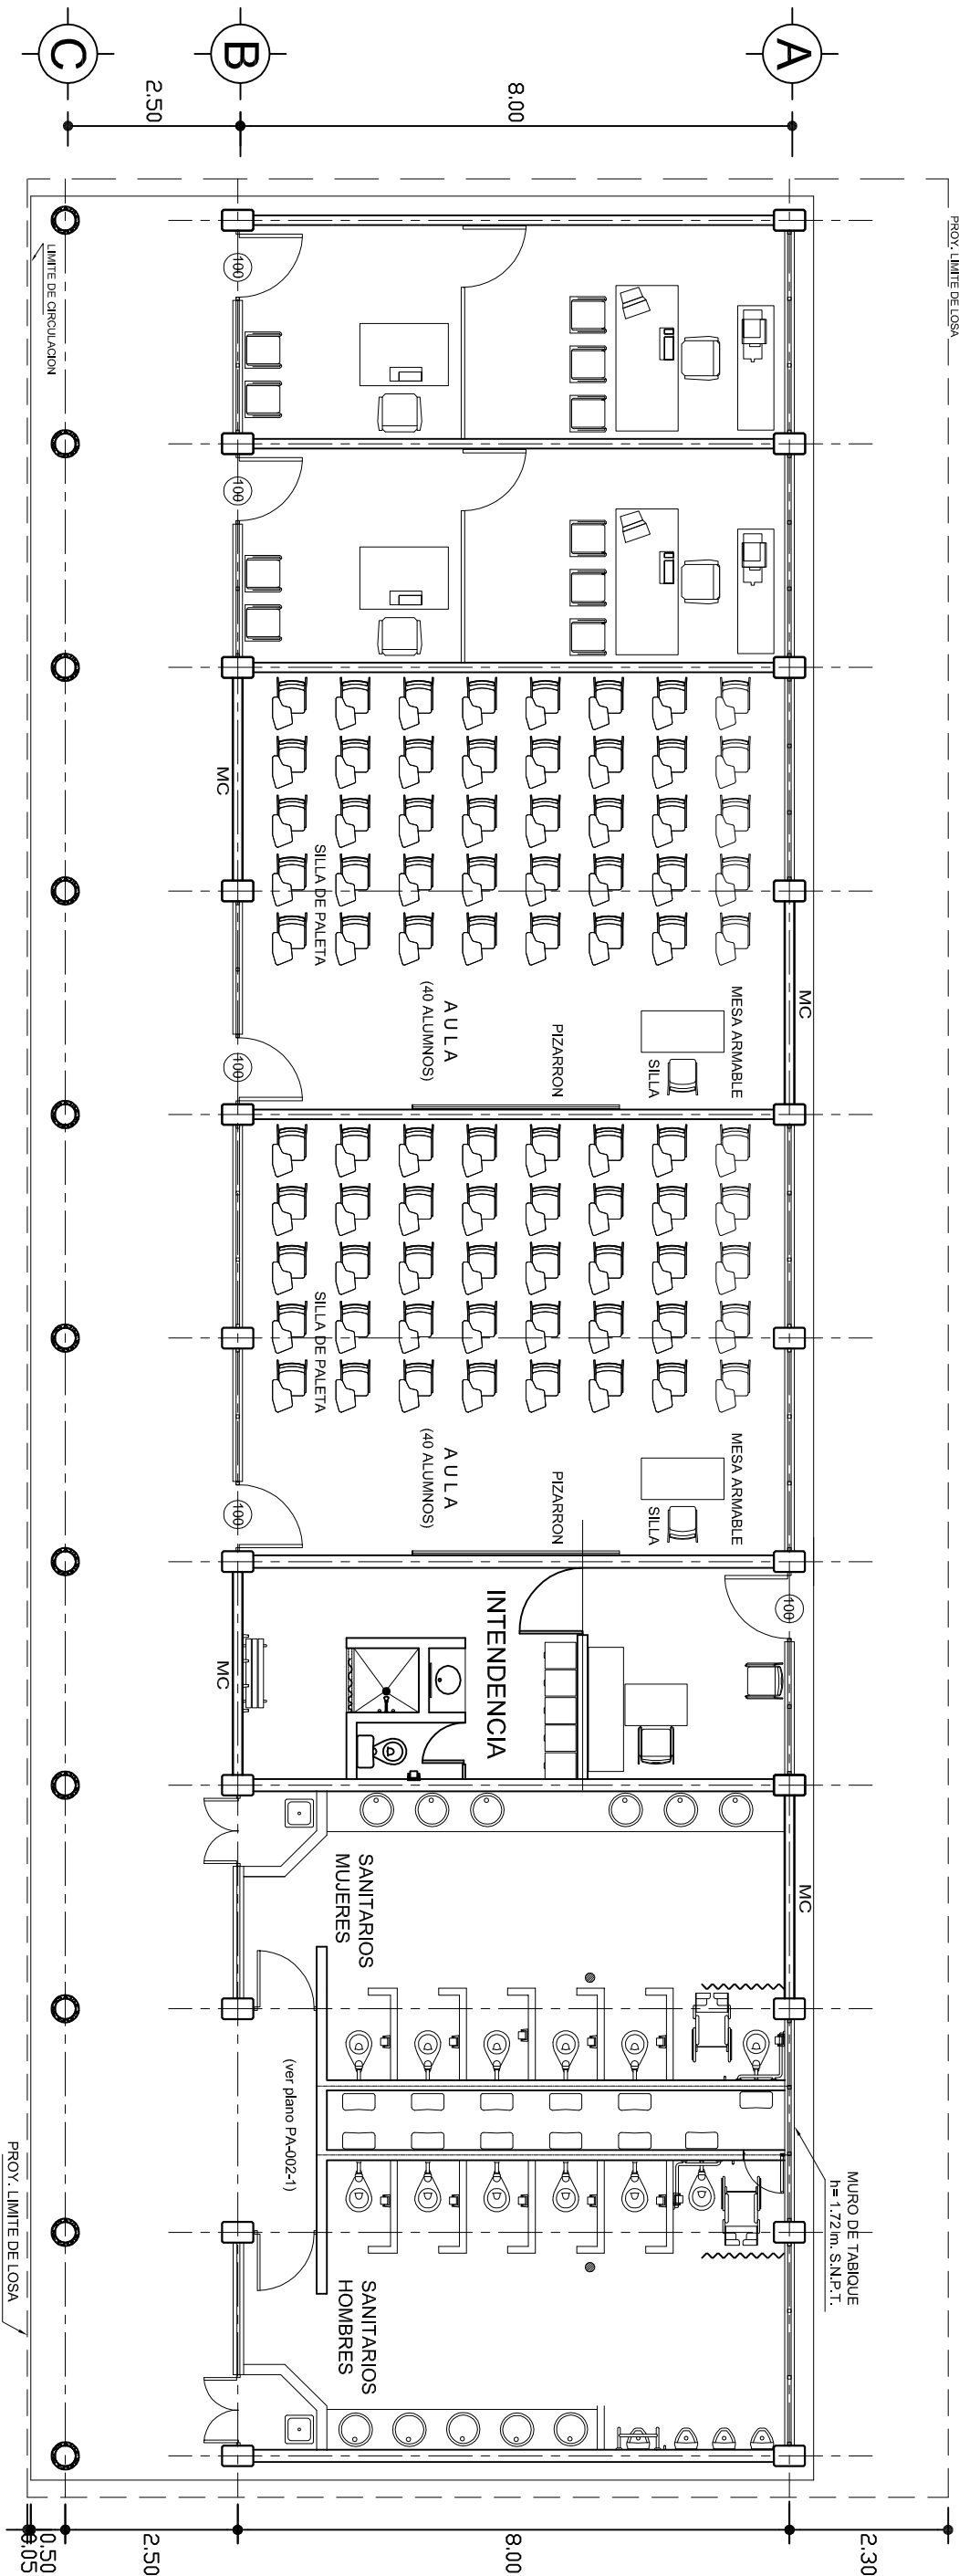 A
B
C
8.00
2.50
PROY. LIMITE DE LOSA
LIMITE DE CIRCULACION
100
100
MC
SILLA DE PALETA
A U L A
(40 ALUMNOS)
PIZARRON
MESA ARMABLE
SILLA
MC
100
SILLA DE PALETA
A U L A
(40 ALUMNOS)
PIZARRON
MESA ARMABLE
SILLA
100
100
INTENDENCIA
MC
MC
SANITARIOS
MUJERES
(ver plano PA-002-1)
MURO DE TABIQUE
h= 1.72 m. S.N.P.T.
SANITARIOS
HOMBRES
PROY. LIMITE DE LOSA
2.30
8.00
2.50
0.50
0.05